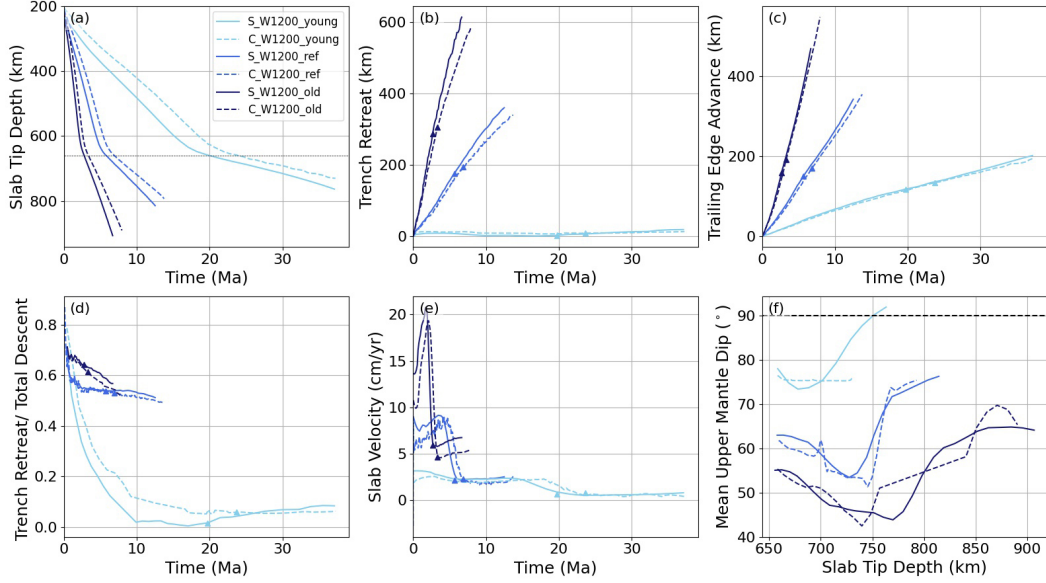 (a)
S_W1200_young
C_W1200_young
S_W1200_ref
C_W1200_ref
S_W1200_old
C_W1200_old
200
400
600
800
Slab Tip Depth (km)
0
10
20
30
Time (Ma)
(b)
600
400
200
0
Trench Retreat (km)
0
10
20
30
Time (Ma)
(c)
400
200
0
Trailing Edge Advance (km)
0
10
20
30
Time (Ma)
(d)
0.8
0.6
0.4
0.2
0.0
Trench Retreat/ Total Descent
0
10
20
30
Time (Ma)
(e)
20
15
10
5
0
Slab Velocity (cm/yr)
0
10
20
30
Time (Ma)
(f)
90
80
70
60
50
40
Mean Upper Mantle Dip (°)
650
700
750
800
850
900
Slab Tip Depth (km)